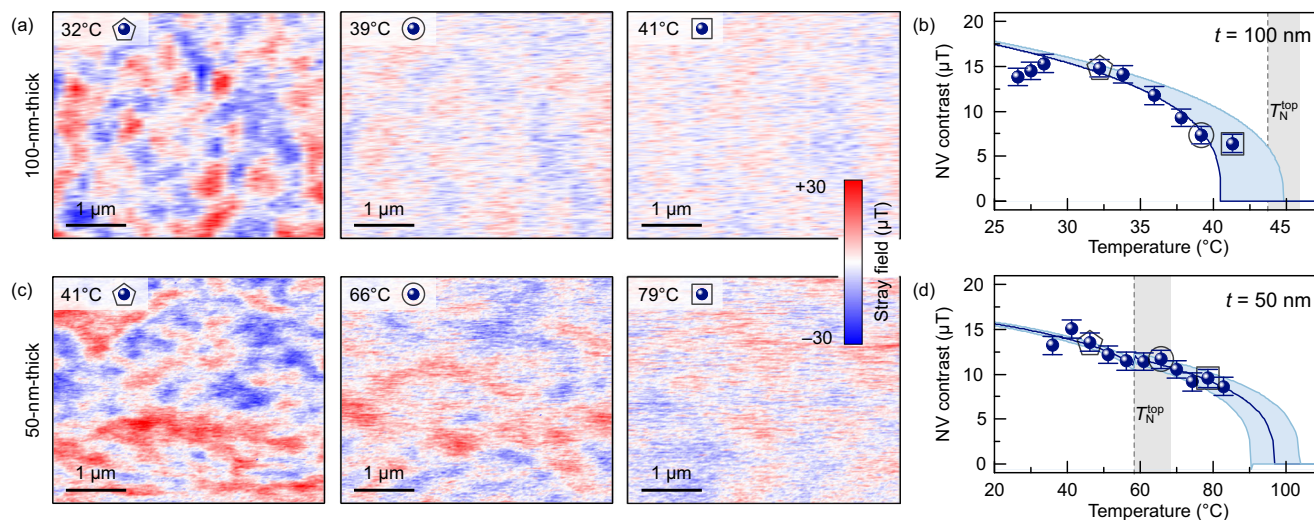 (a)
100-nm-thick
32°C
39°C
41°C
1 µm
1 µm
1 µm
+30
Stray field (µT)
–30
(b)
t = 100 nm
NV contrast (µT)
20
15
10
5
0
T_N^top
25 30 35 40 45
Temperature (°C)
(c)
50-nm-thick
41°C
66°C
79°C
1 µm
1 µm
1 µm
(d)
t = 50 nm
NV contrast (µT)
20
15
10
5
0
T_N^top
20 40 60 80 100
Temperature (°C)